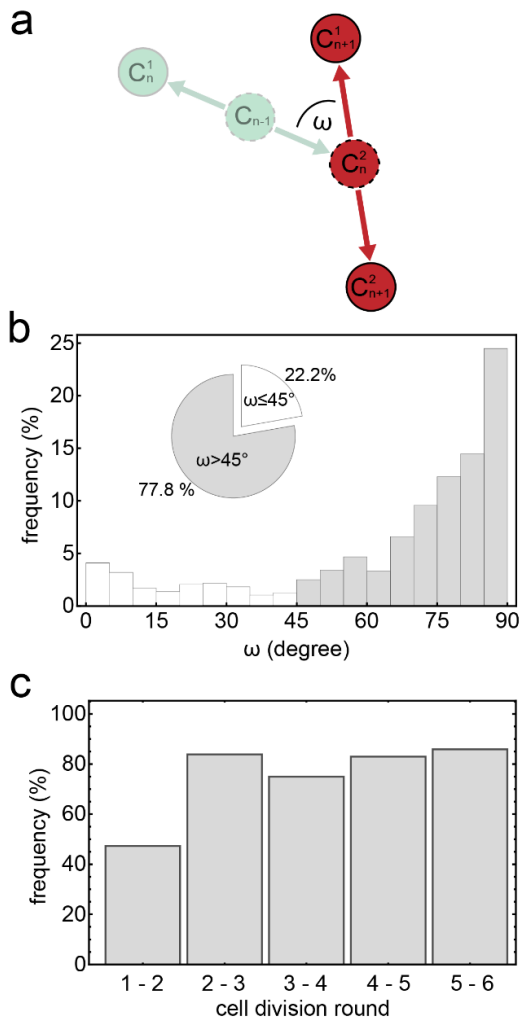 a
C¹ₙ₊₁
C¹ₙ
Cₙ₋₁
ω
C²ₙ
C²ₙ₊₁
b
25
20
15
10
5
0
frequency (%)
22.2%
ω≤45°
ω>45°
77.8 %
0 15 30 45 60 75 90
ω (degree)
c
100
80
60
40
20
0
frequency (%)
1 - 2 2 - 3 3 - 4 4 - 5 5 - 6
cell division round